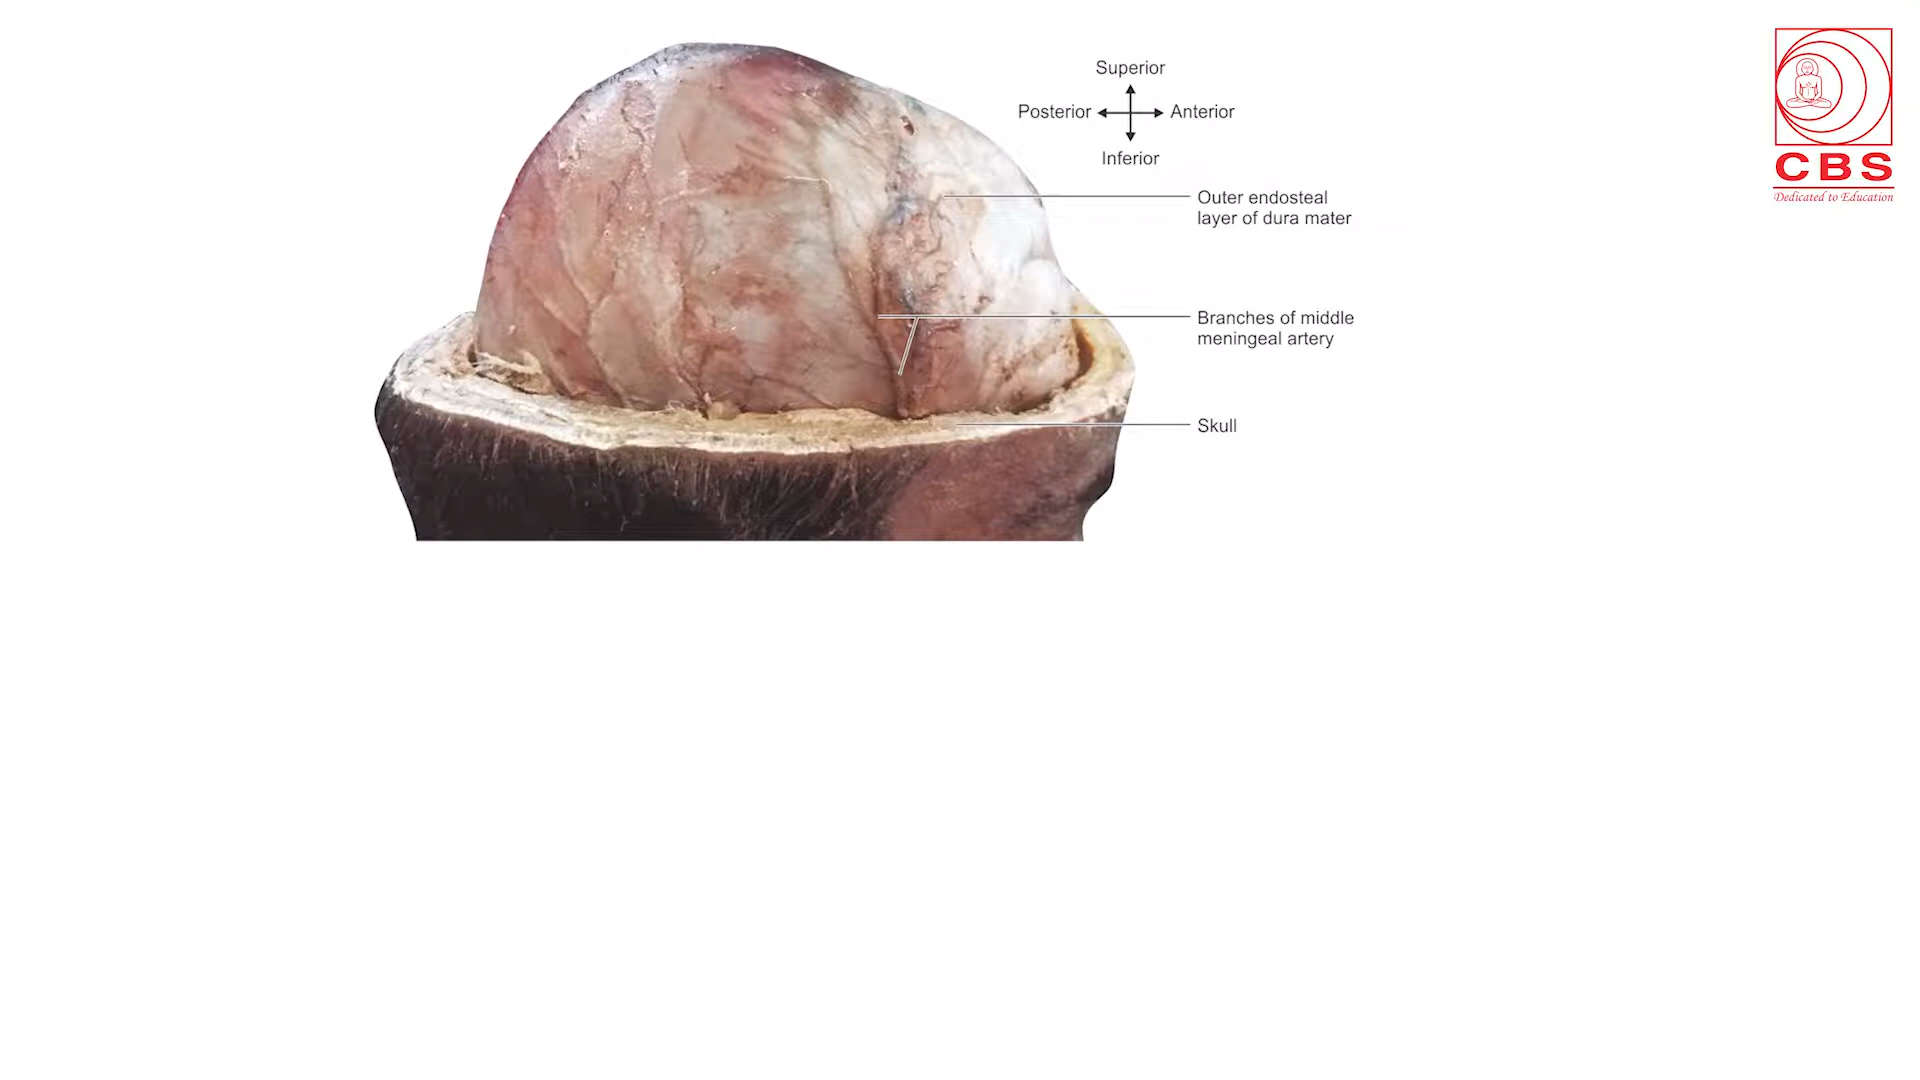 Superior
Posterior Anterior
Inferior
Outer endosteal
layer of dura mater
Branches of middle
meningeal artery
Skull
CBS
Dedicated to Education